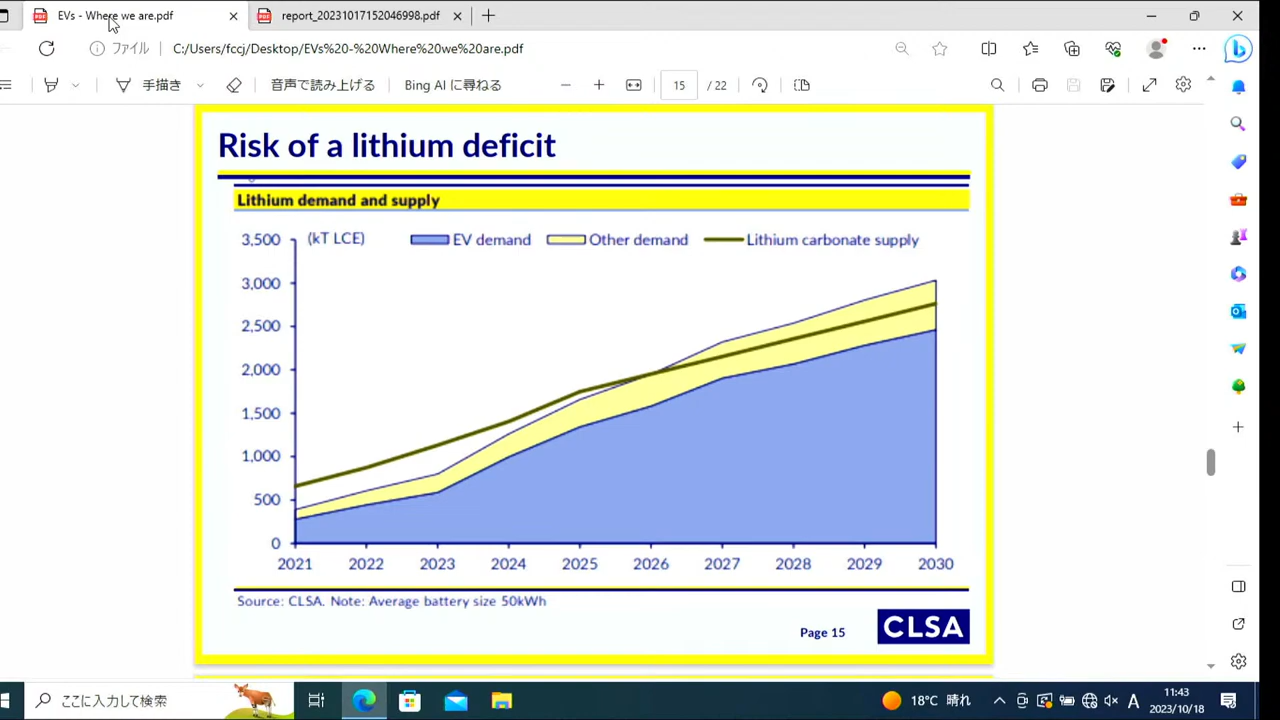 EVs - Where we are.pdf
report_20231017152046998.pdf
ファイル
C:/Users/fccj/Desktop/EVs%20-%20Where%20we%20are.pdf
手描き
音声で読み上げる
Bing AI に尋ねる
15 / 22
Risk of a lithium deficit
Lithium demand and supply
(kT LCE)
EV demand
Other demand
Lithium carbonate supply
3,500
3,000
2,500
2,000
1,500
1,000
500
0
2021 2022 2023 2024 2025 2026 2027 2028 2029 2030
Source: CLSA. Note: Average battery size 50kWh
Page 15
CLSA
ここに入力して検索
18°C 晴れ
A
11:43
2023/10/18